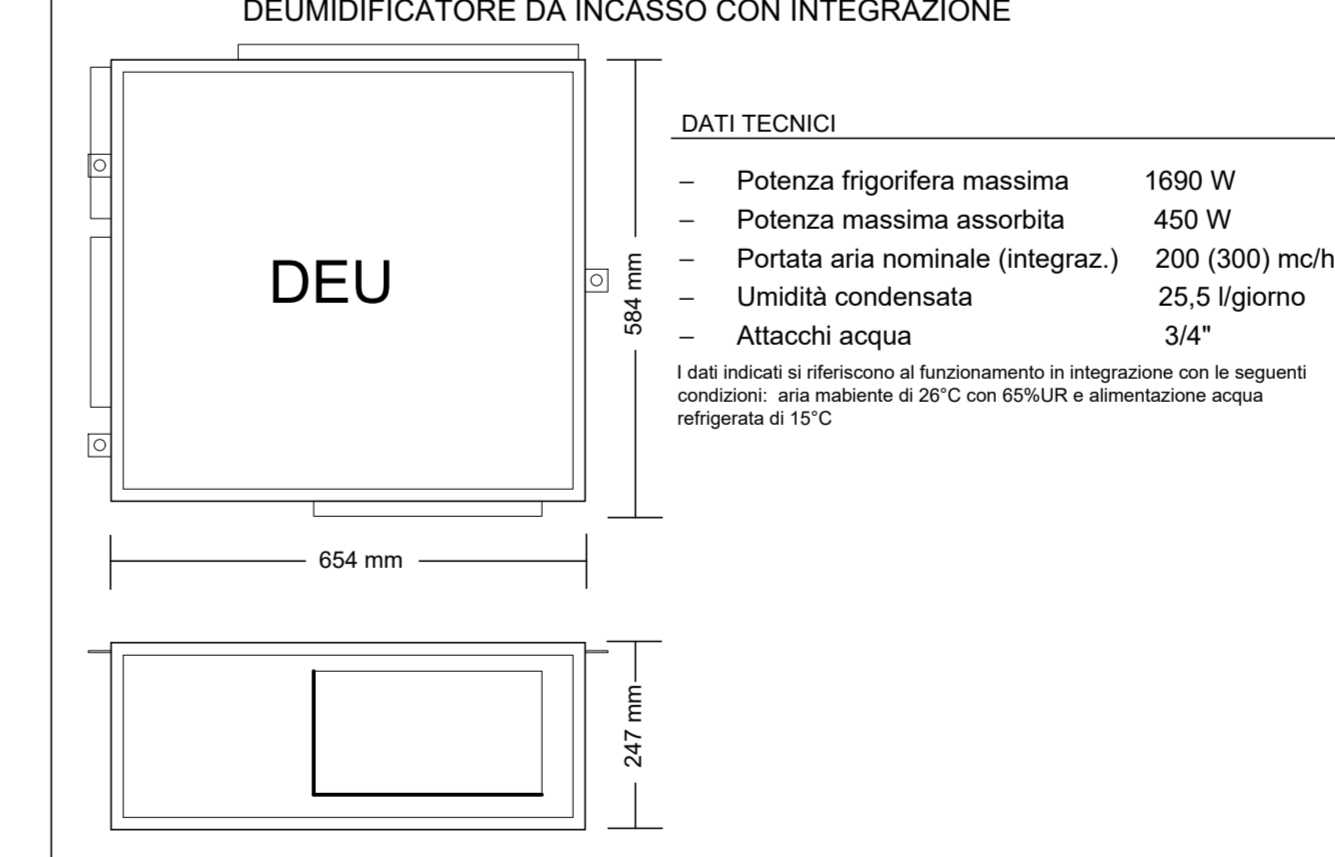 DEUMIDIFICATORE DA INCASSO CON INTEGRAZIONE
DATI TECNICI
– Potenza frigorifera massima 1690 W
– Potenza massima assorbita 450 W
– Portata aria nominale (integraz.) 200 (300) mc/h
– Umidità condensata 25,5 l/giorno
– Attacchi acqua 3/4"
I dati indicati si riferiscono al funzionamento in integrazione con le seguenti
condizioni: aria mabiente di 26°C con 65%UR e alimentazione acqua
refrigerata di 15°C
DEU
584 mm
654 mm
247 mm